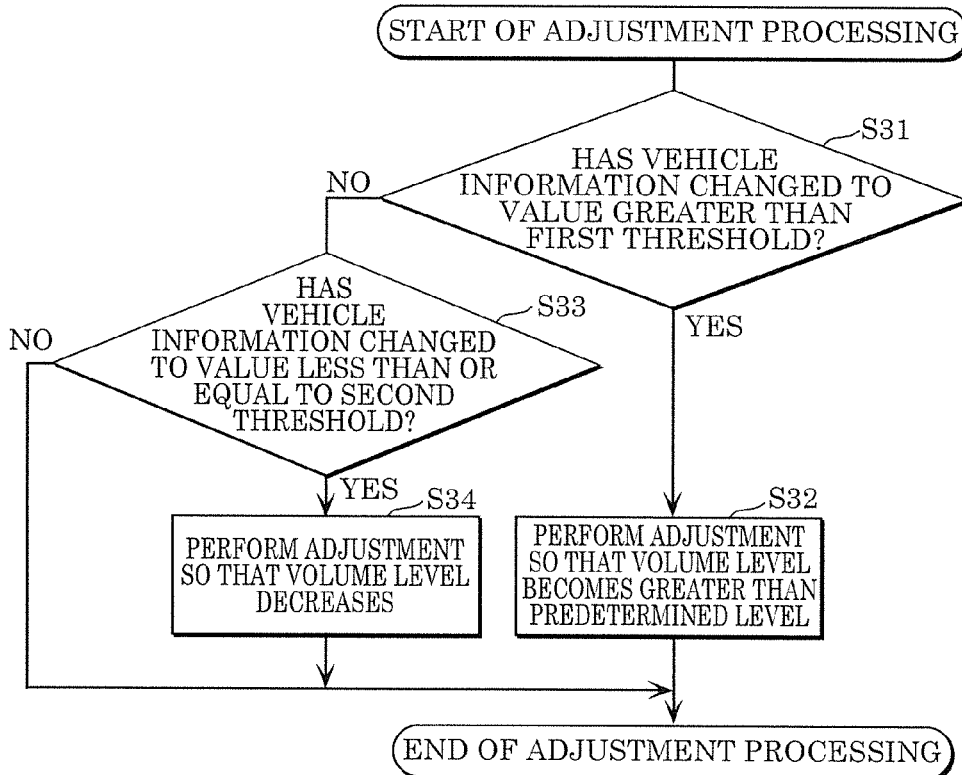 START OF ADJUSTMENT PROCESSING
S31
HAS VEHICLE
INFORMATION CHANGED TO
VALUE GREATER THAN
FIRST THRESHOLD?
NO
YES
S33
HAS
VEHICLE
INFORMATION CHANGED
TO VALUE LESS THAN OR
EQUAL TO SECOND
THRESHOLD?
NO
YES
S34
PERFORM ADJUSTMENT
SO THAT VOLUME LEVEL
DECREASES
S32
PERFORM ADJUSTMENT
SO THAT VOLUME LEVEL
BECOMES GREATER THAN
PREDETERMINED LEVEL
END OF ADJUSTMENT PROCESSING